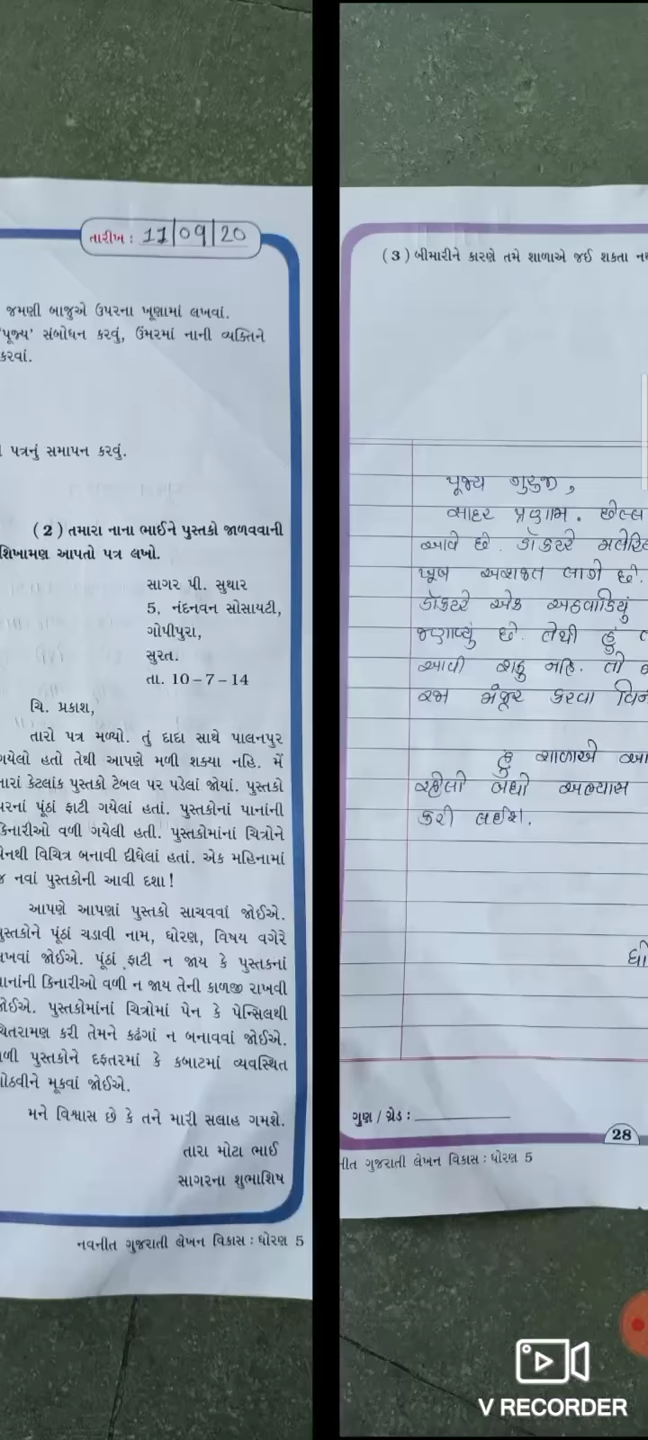 તારીખ : 11/09/20
જમણી બાજુએ ઉપરના ખૂણામાં લખવાં.
'પૂજ્ય' સંબોધન કરવું, ઉંમરમાં નાની વ્યક્તિને
કરવાં.
પત્રનું સમાપન કરવું.
(2) તમારા નાના ભાઈને પુસ્તકો જાળવવાની
શિખામણ આપતો પત્ર લખો.
સાગર પી. સુથાર
5, નંદનવન સોસાયટી,
ગોપીપુરા,
સુરત.
તા. 10-7-14
ચિ. પ્રકાશ,
તારો પત્ર મળ્યો. તું દાદા સાથે પાલનપુર
ગયેલો હતો તેથી આપણે મળી શક્યા નહિ. મેં
તારાં કેટલાંક પુસ્તકો ટેબલ પર પડેલાં જોયાં. પુસ્તકો
પરનાં પૂંઠાં ફાટી ગયેલાં હતાં. પુસ્તકોનાં પાનાંની
કિનારીઓ વળી ગયેલી હતી. પુસ્તકોમાંનાં ચિત્રોને
પેનથી વિચિત્ર બનાવી દીધેલાં હતાં. એક મહિનામાં
જ નવાં પુસ્તકોની આવી દશા!
આપણે આપણાં પુસ્તકો સાચવવાં જોઈએ.
પુસ્તકોને પૂંઠાં ચડાવી નામ, ધોરણ, વિષય વગેરે
લખવાં જોઈએ. પૂંઠાં ફાટી ન જાય કે પુસ્તકનાં
પાનાંની કિનારીઓ વળી ન જાય તેની કાળજી રાખવી
જોઈએ. પુસ્તકોમાંનાં ચિત્રોમાં પેન કે પેન્સિલથી
ચિતરામણ કરી તેમને કઢંગાં ન બનાવવાં જોઈએ.
વળી પુસ્તકોને દફતરમાં કે કબાટમાં વ્યવસ્થિત
ગોઠવીને મૂકવાં જોઈએ.
મને વિશ્વાસ છે કે તને મારી સલાહ ગમશે.
તારા મોટા ભાઈ
સાગરના શુભાશિષ
નવનીત ગુજરાતી લેખન વિકાસ : ધોરણ 5
(3) બીમારીને કારણે તમે શાળાએ જઈ શકતા
પૂજ્ય ગુરુજી,
સાદર પ્રણામ. છેલ્લ
આવે છે. ડૉક્ટરે
ખૂબ અશક્ત લાગે છે.
ડૉક્ટરે એક અઠવાડિયું
જણાવ્યું છે. તેથી હું
આવી શકુ નહિ. તો
રજા મંજૂર કરવા
હું શાળાએ
રહેલો બધો અભ્યાસ
કરી લઈશ.
ગુણ / ગ્રેડ :
28
ગુજરાતી લેખન વિકાસ : ધોરણ 5
V RECORDER